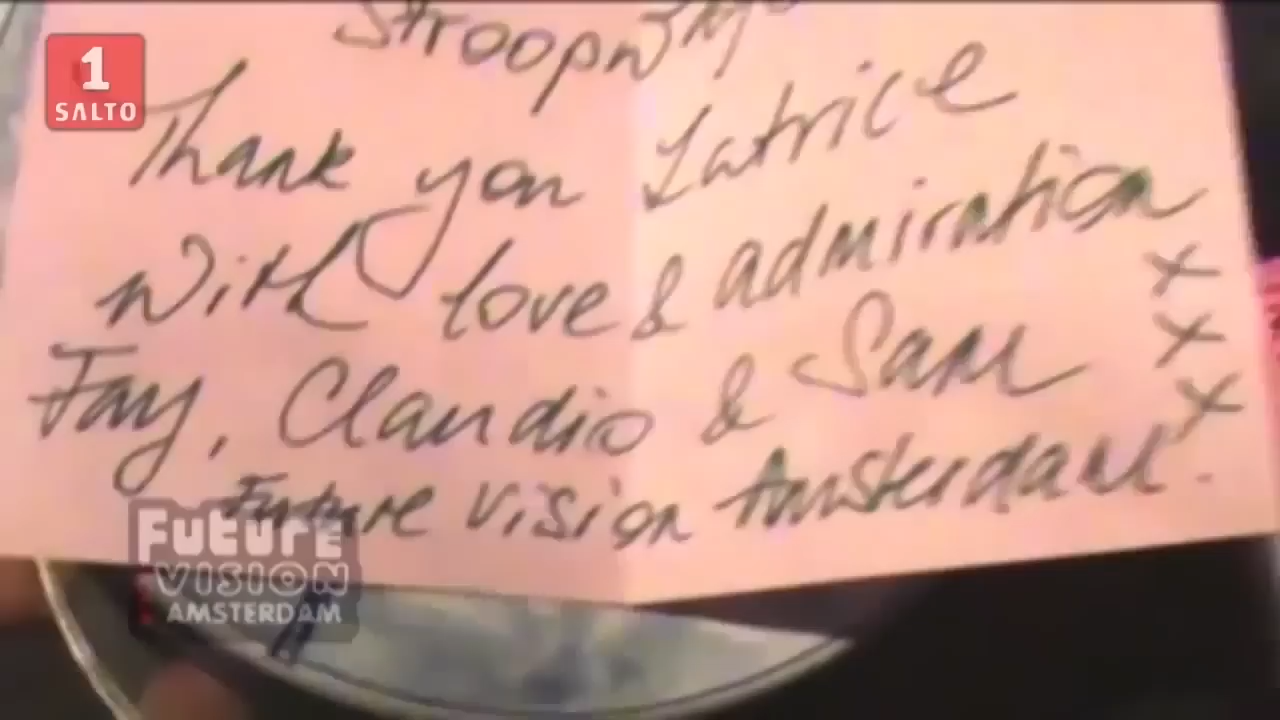 1
SALTO
Thank you Latrice
With love & admiration
x
x
x
Fay, Claudio & Sam
Future Vision Amsterdam.
FUTURE
VISION
AMSTERDAM